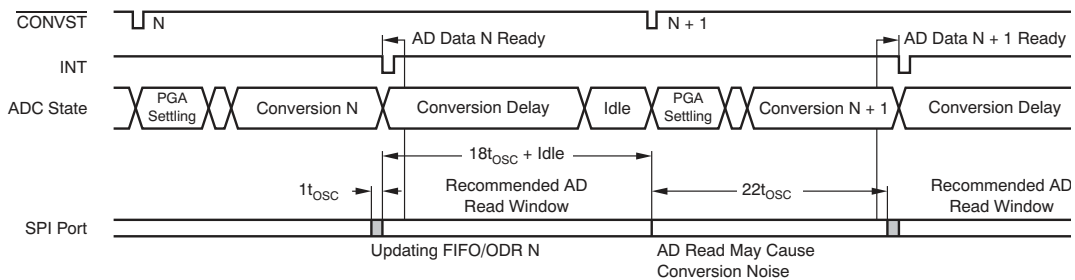 CONVST
N
N + 1
AD Data N Ready
AD Data N + 1 Ready
INT
ADC State
PGA
Settling
Conversion N
Conversion Delay
Idle
PGA
Settling
Conversion N + 1
Conversion Delay
18tOSC + Idle
1tOSC
Recommended AD
Read Window
22tOSC
Recommended AD
Read Window
SPI Port
Updating FIFO/ODR N
AD Read May Cause
Conversion Noise